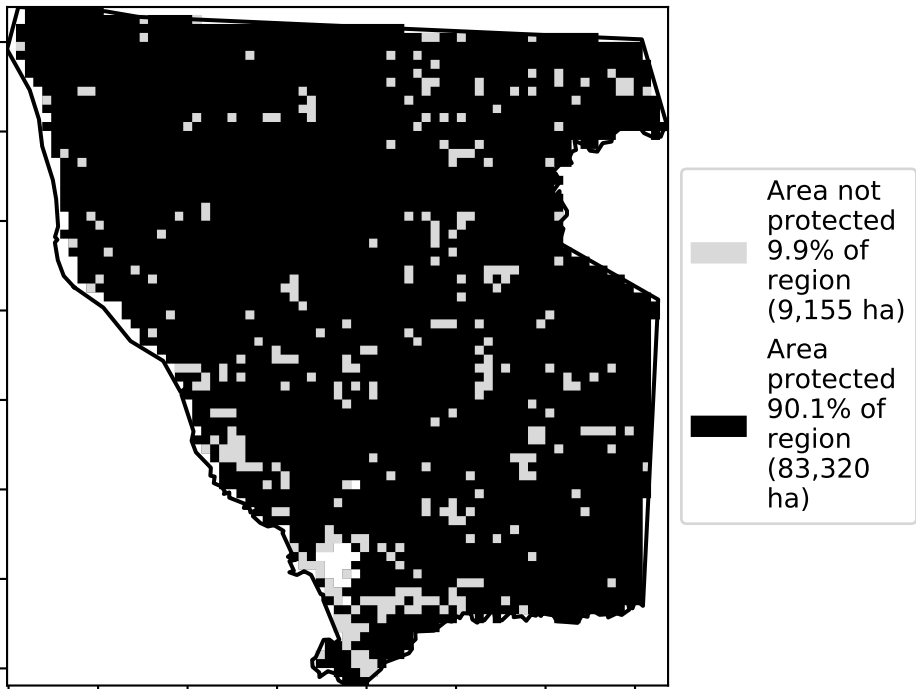 Area not
protected
9.9% of
region
(9,155 ha)
Area
protected
90.1% of
region
(83,320
ha)